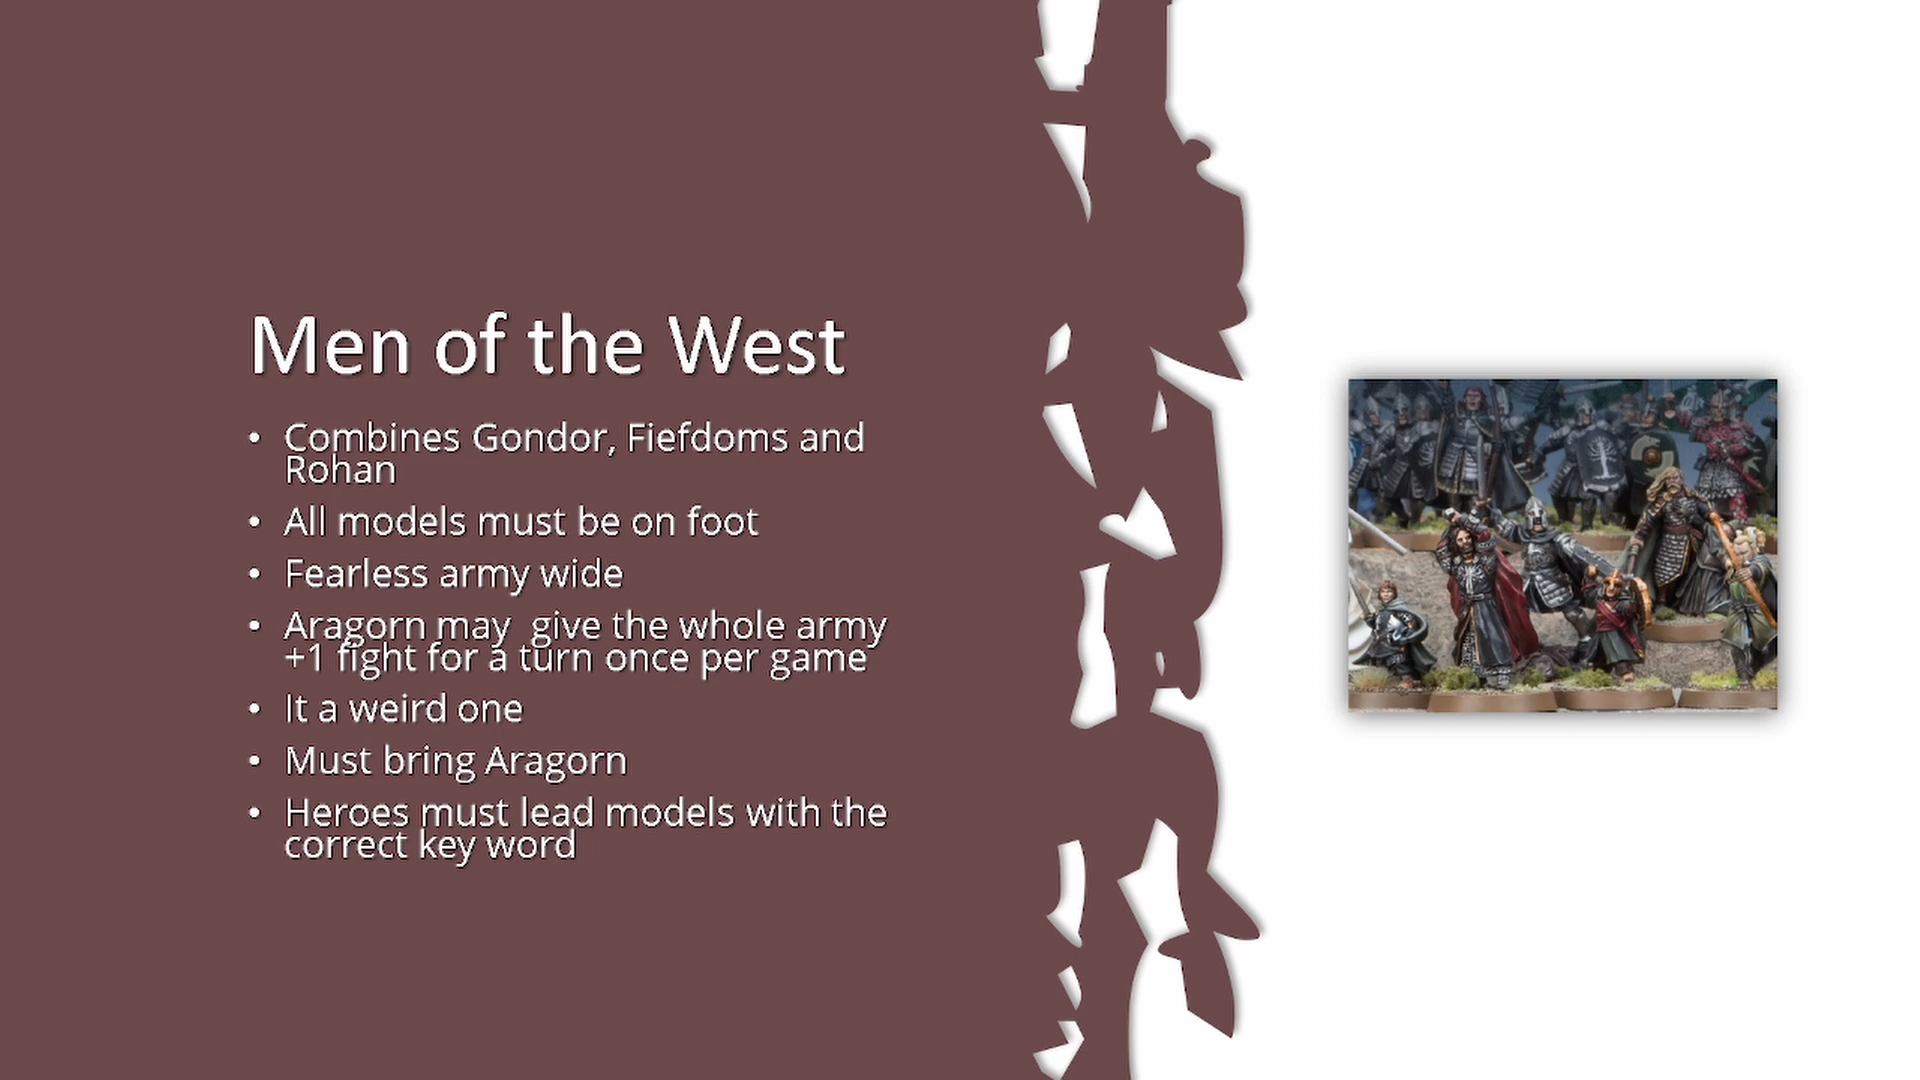 Men of the West
• Combines Gondor, Fiefdoms and
Rohan
• All models must be on foot
• Fearless army wide
• Aragorn may  give the whole army
+1 fight for a turn once per game
• It a weird one
• Must bring Aragorn
• Heroes must lead models with the
correct key word